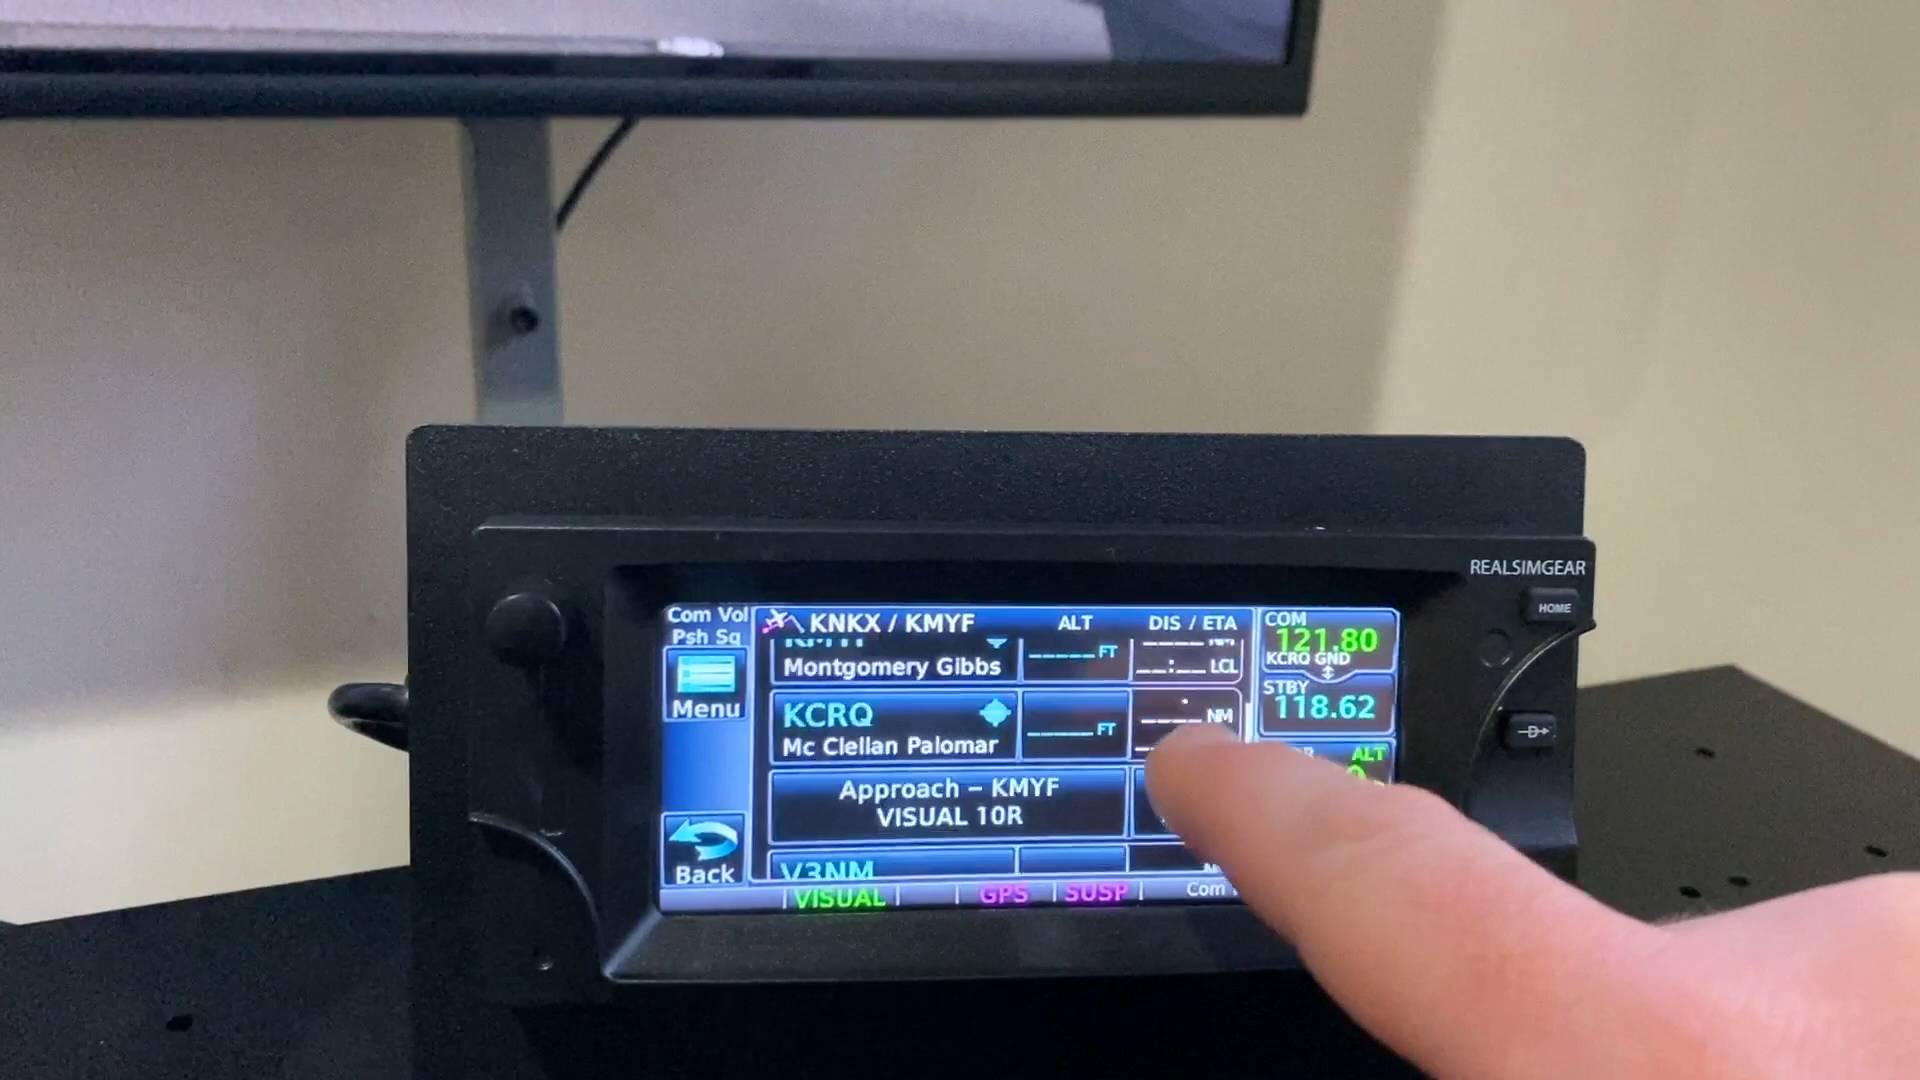 REALSIMGEAR
HOME
Com Vol
Psh Sq
Menu
Back
KNKX / KMYF ALT DIS / ETA
Montgomery Gibbs FT LCL
KCRQ NM
Mc Clellan Palomar FT
Approach – KMYF
VISUAL 10R
V3NM
VISUAL GPS SUSP Com
COM
121.80
KCRQ GND
STBY
118.62
ALT